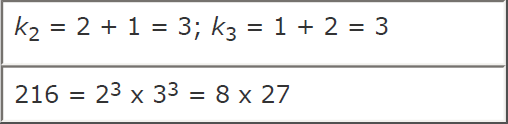 k₂ = 2 + 1 = 3; k₃ = 1 + 2 = 3
216 = 2³ x 3³ = 8 x 27